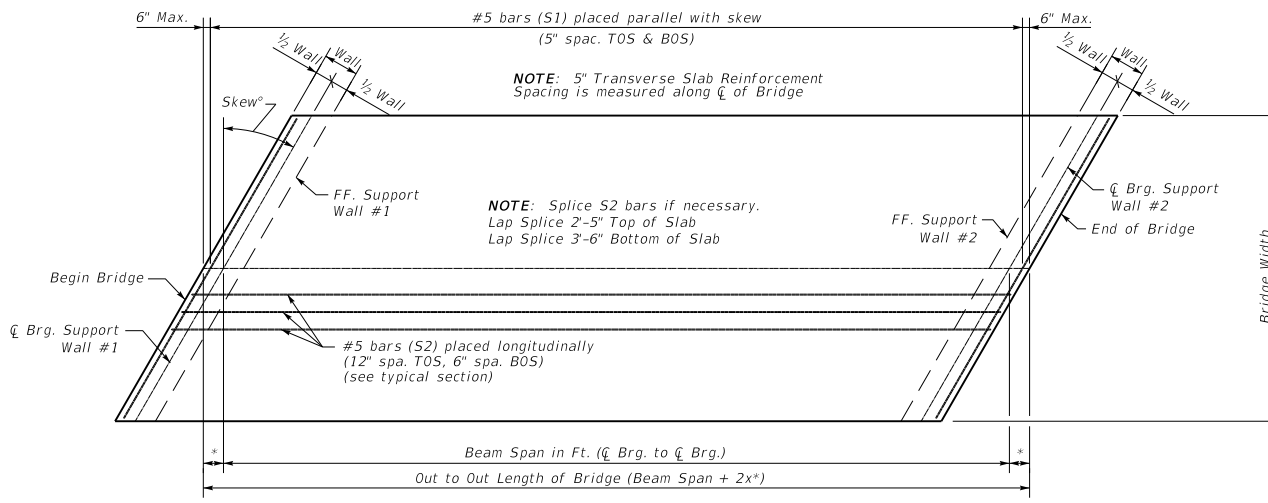 6" Max.
#5 bars (S1) placed parallel with skew
(5" spac. TOS & BOS)
6" Max.
½ Wall
Wall
½ Wall
½ Wall
Wall
½ Wall
NOTE: 5" Transverse Slab Reinforcement
Spacing is measured along ℄ of Bridge
Skew°
FF. Support
Wall #1
NOTE: Splice S2 bars if necessary.
Lap Splice 2'-5" Top of Slab
Lap Splice 3'-6" Bottom of Slab
℄ Brg. Support
Wall #2
FF. Support
Wall #2
End of Bridge
Begin Bridge
℄ Brg. Support
Wall #1
#5 bars (S2) placed longitudinally
(12" spa. TOS, 6" spa. BOS)
(see typical section)
Bridge Width
*
Beam Span in Ft. (℄ Brg. to ℄ Brg.)
*
Out to Out Length of Bridge (Beam Span + 2x*)